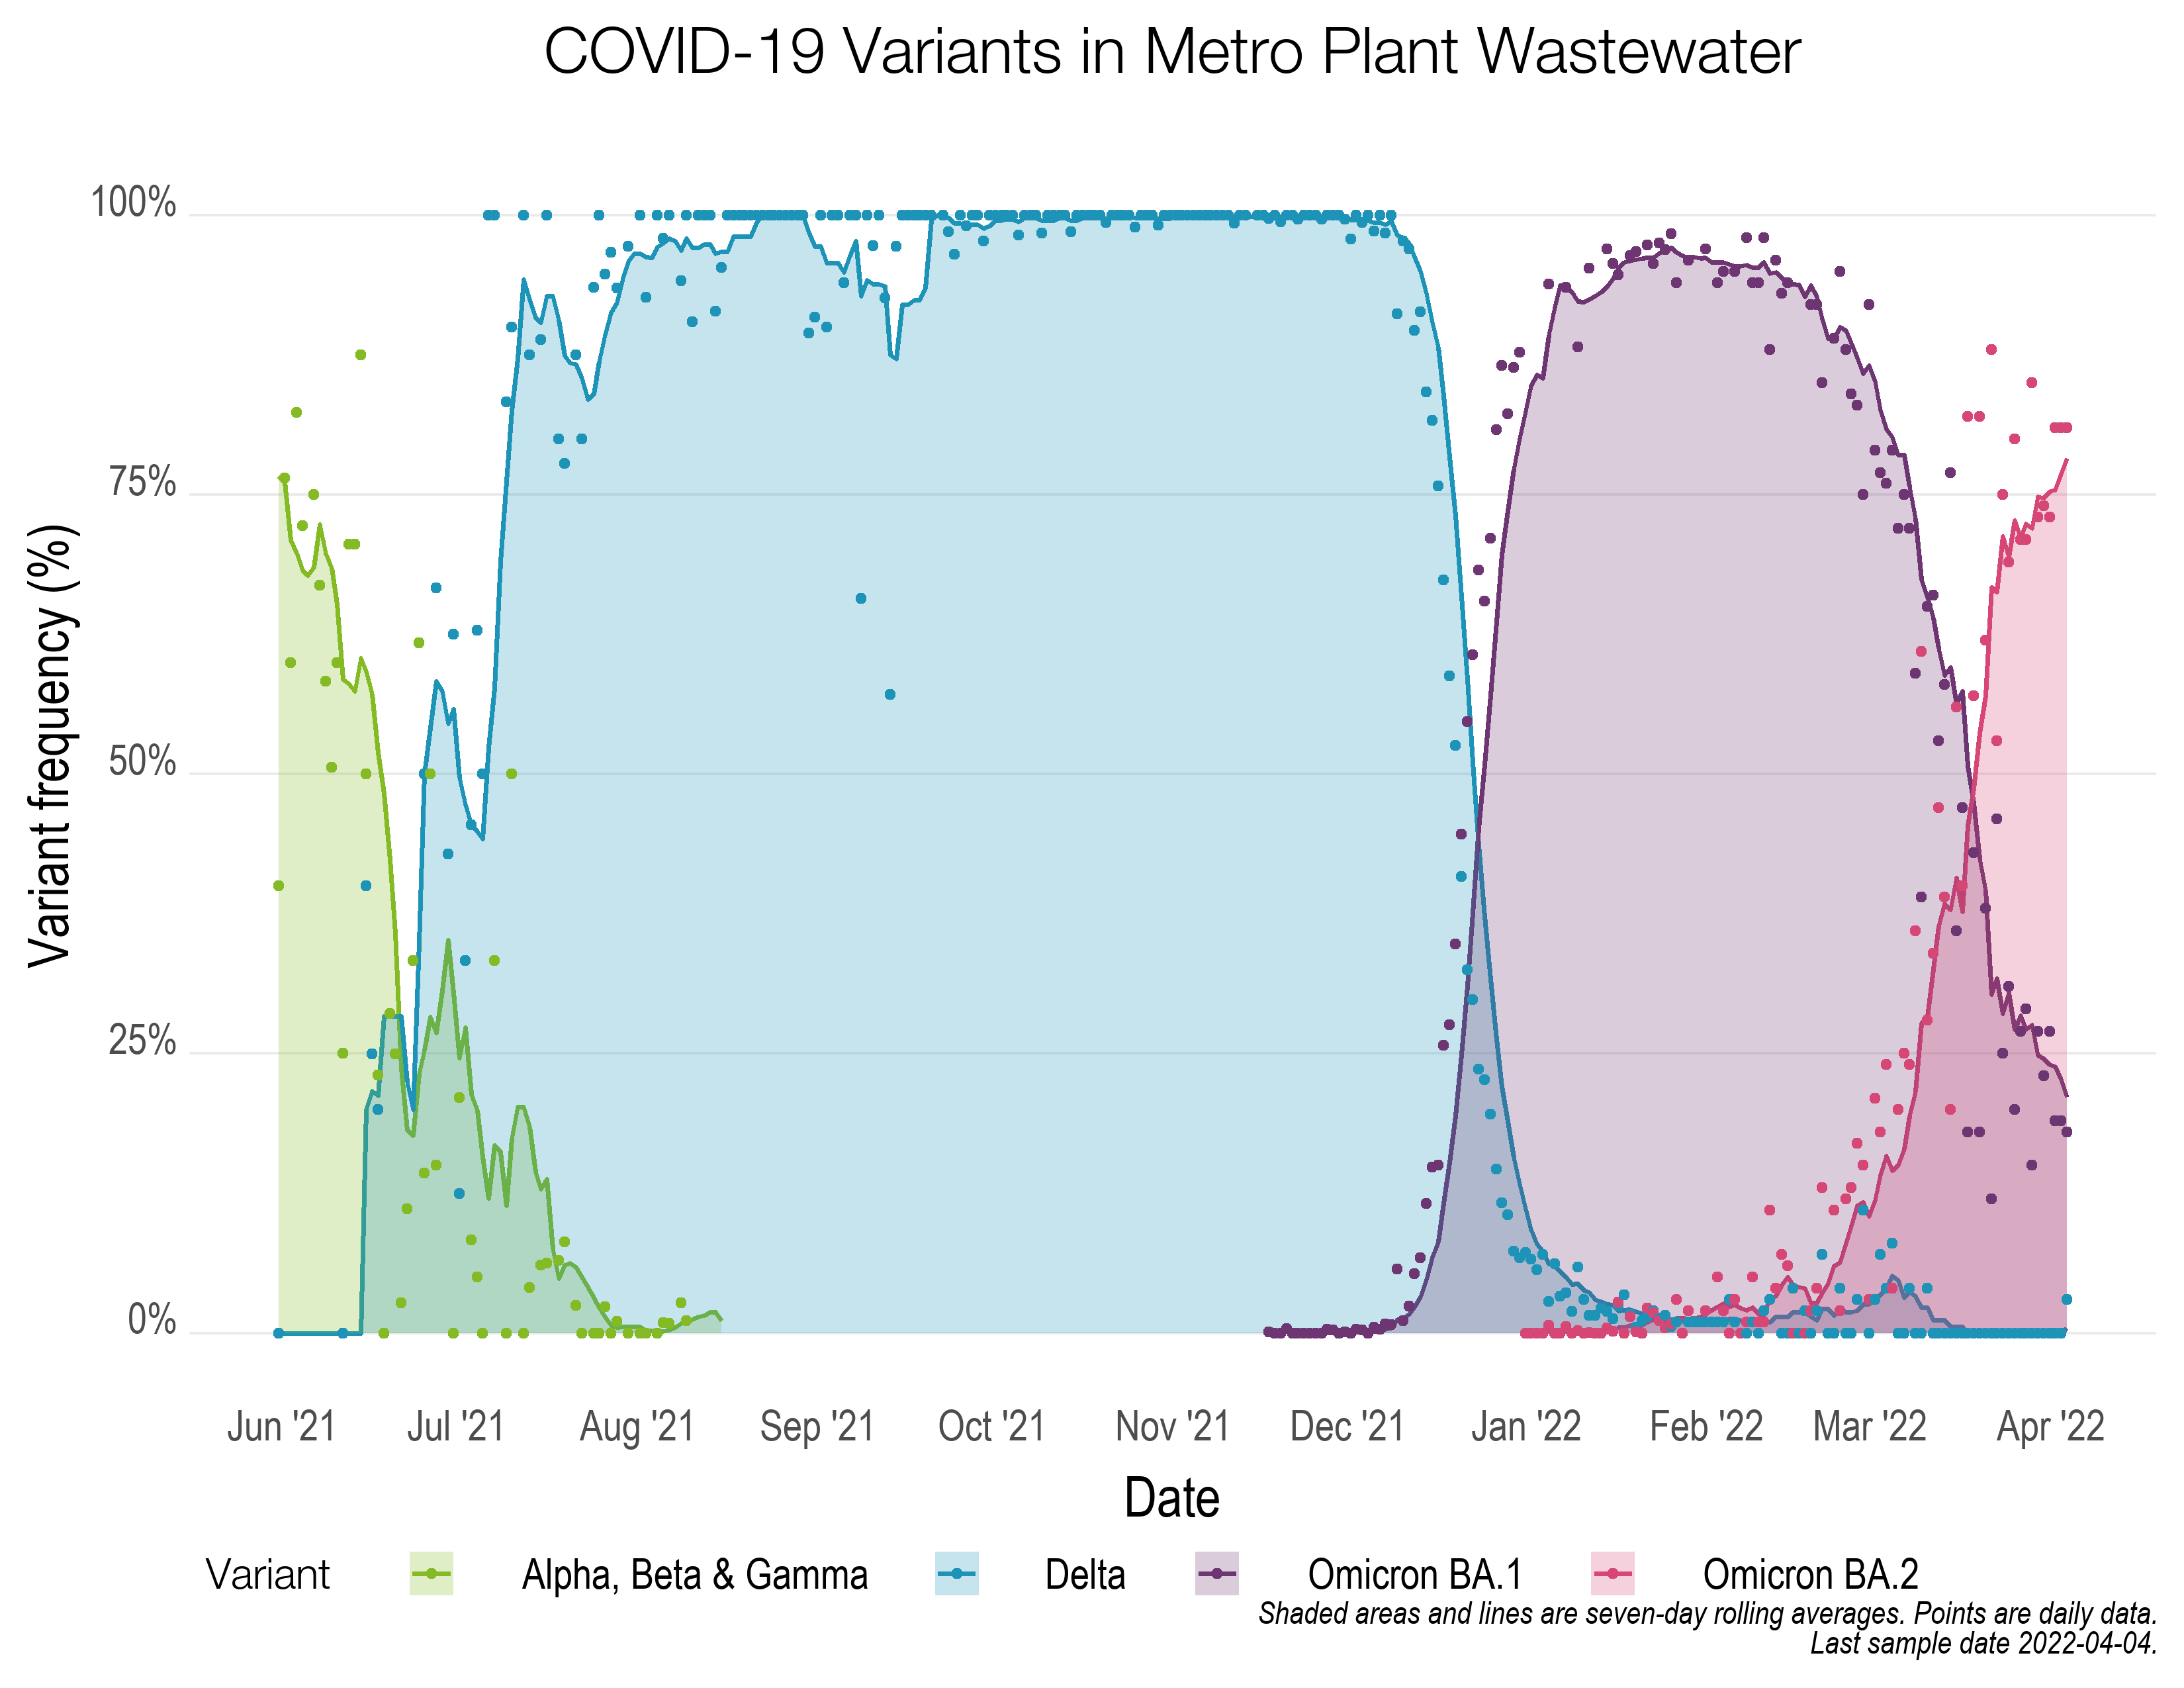 COVID-19 Variants in Metro Plant Wastewater
Variant frequency (%)
100%
75%
50%
25%
0%
Jun '21 Jul '21 Aug '21 Sep '21 Oct '21 Nov '21 Dec '21 Jan '22 Feb '22 Mar '22 Apr '22
Date
Variant Alpha, Beta & Gamma Delta Omicron BA.1 Omicron BA.2
Shaded areas and lines are seven-day rolling averages. Points are daily data.
Last sample date 2022-04-04.